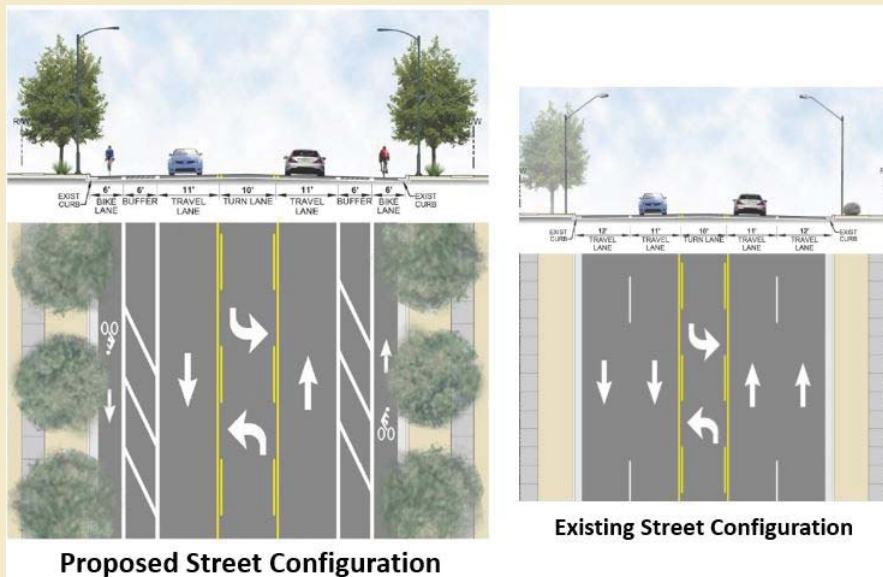 R/W
R/W
EXIST
CURB
6'
BIKE
LANE
6'
BUFFER
11'
TRAVEL
LANE
10'
TURN LANE
11'
TRAVEL
LANE
6'
BUFFER
6'
BIKE
LANE
EXIST
CURB
Proposed Street Configuration
EXIST
CURB
12'
TRAVEL
LANE
11'
TRAVEL
LANE
10'
TURN LANE
11'
TRAVEL
LANE
12'
TRAVEL
LANE
EXIST
CURB
Existing Street Configuration